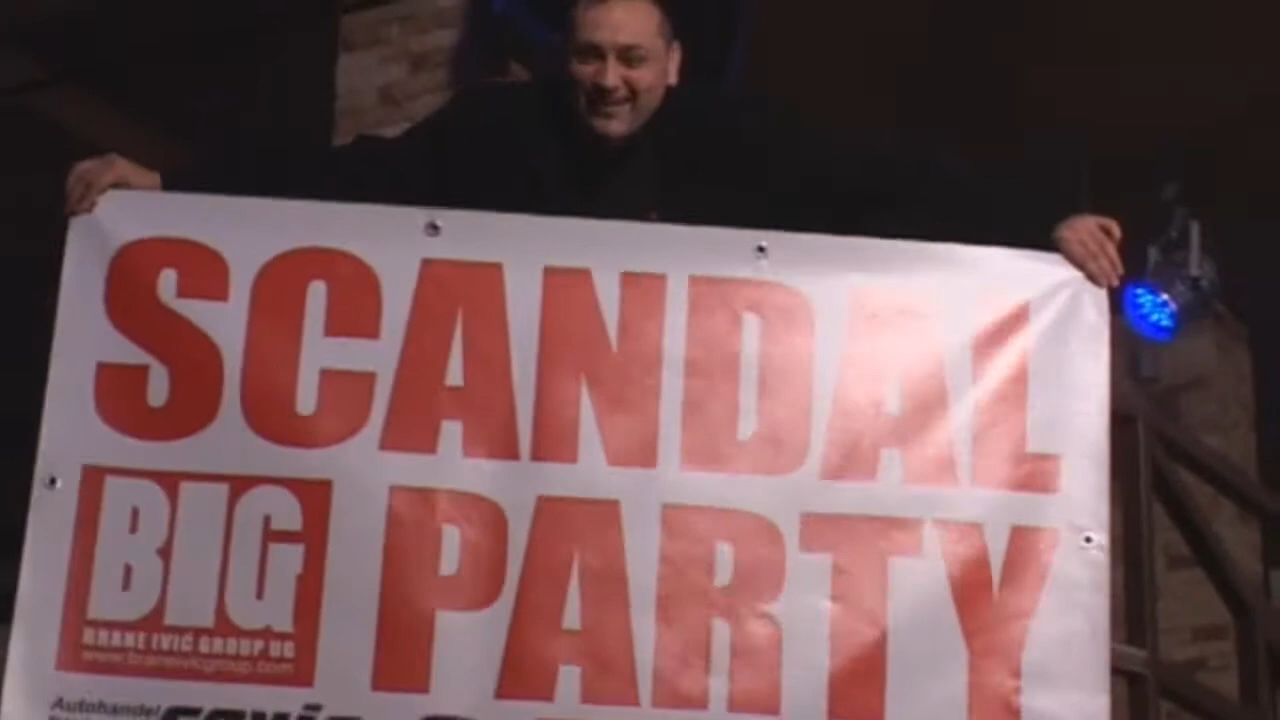 SCANDAL
BIG
PARTY
BRANE IVIĆ GROUP UG
www.braneivicgroup.com
Autohandel